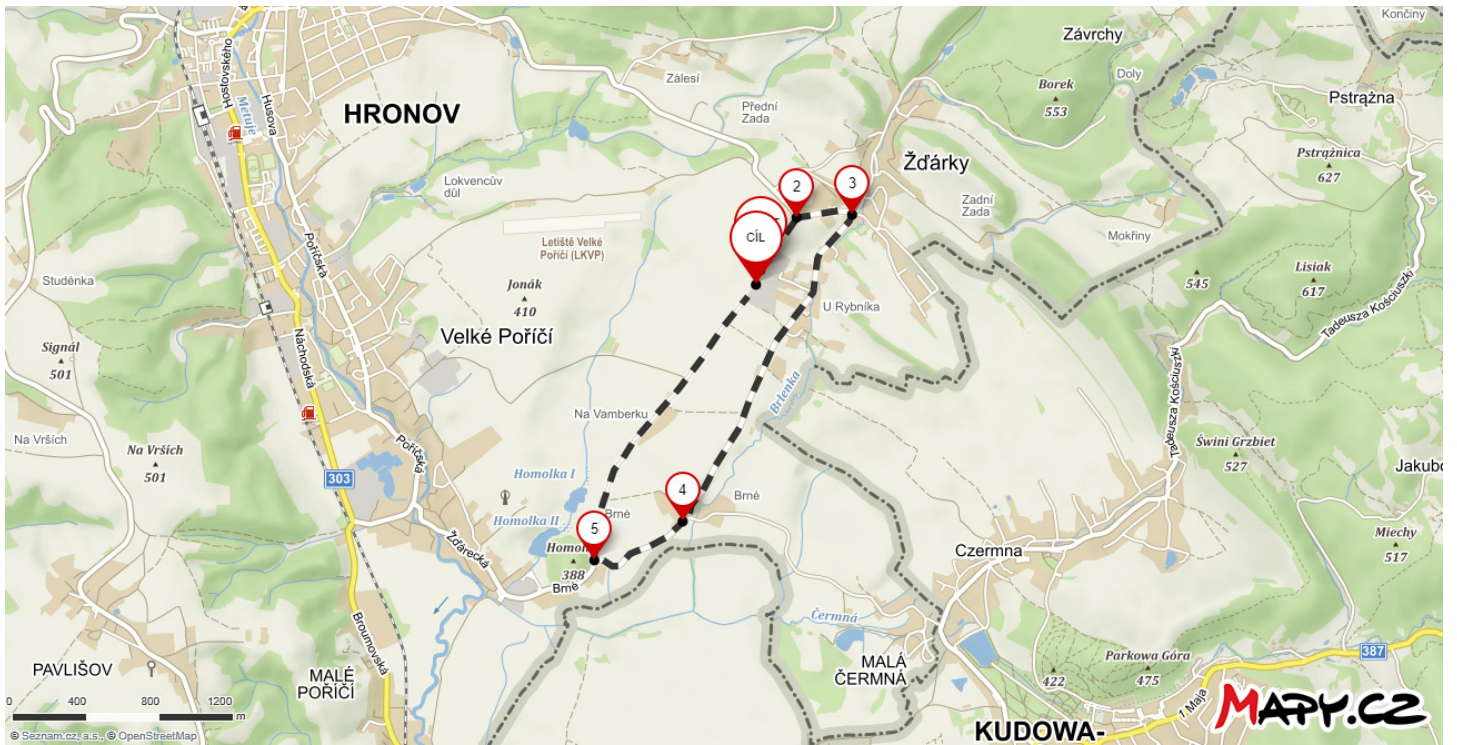 Končiny
Závrchy
Hostovského
Zálesí
Borek
553
Doly
Metuje
Husova
HRONOV
Přední
Zada
Pstrążna
Pstrążnica
627
Žďárky
Lokvencův
důl
2
3
Zadní
Zada
CÍL
Mokřiny
Poříčská
Letiště Velké
Poříčí (LKVP)
Studénka
Jonák
410
545
Lisiak
617
U Rybníka
Tadeusza Kościuszki
Velké Poříčí
Signál
501
Náchodská
Brlenka
Na Vamberku
Tadeusza Kościuszki
Na Vrších
Na Vrších
501
Poříčská
Świni Grzbiet
527
Jakubo
303
Homolka I
4
Brné
Homolka II
5
Brné
Miechy
517
Homol
388
Czermna
Žďárecká
Brné
Čermná
Broumovská
PAVLIŠOV
MALÉ
POŘÍČÍ
MALÁ
ČERMNÁ
Parkowa Góra
475
422
387
1 Maja
0 400 800 1200
m
KUDOWA-
MAPY.CZ
© Seznam.cz, a.s., © OpenStreetMap